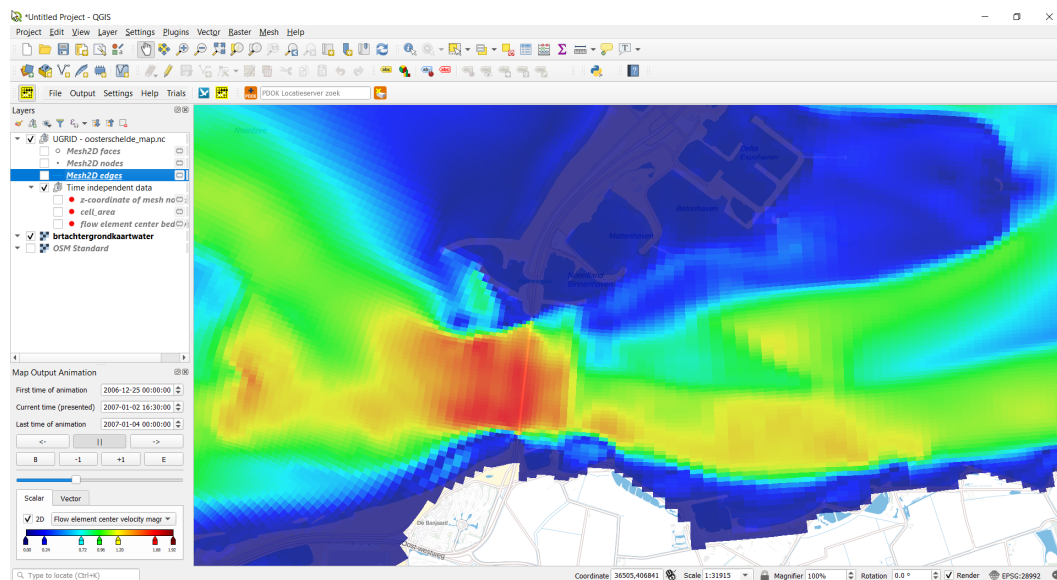 *Untitled Project - QGIS
Project Edit View Layer Settings Plugins Vector Raster Mesh Help
File Output Settings Help Trials PDOK Locatieserver zoek
Layers
UGRID - oosterschelde_map.nc
Mesh2D faces
Mesh2D nodes
Mesh2D edges
Time independent data
z-coordinate of mesh no
cell_area
flow element center bed
brtachtergrondkaartwater
OSM Standard
Map Output Animation
First time of animation 2006-12-25 00:00:00
Current time (presented) 2007-01-02 16:30:00
Last time of animation 2007-01-04 00:00:00
<- || ->
B -1 +1 E
Scalar Vector
2D Flow element center velocity magr
0.00 0.24 0.72 0.96 1.20 1.68 1.92
Mattenhaven
Binnenhaven
De Banjaard
Type to locate (Ctrl+K)
Coordinate 36505,406841 Scale 1:31915 Magnifier 100% Rotation 0.0 ° Render EPSG:28992